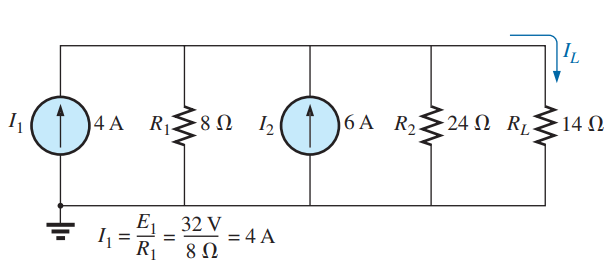 I_L
I_1 4 A R_1 8 Ω I_2 6 A R_2 24 Ω R_L 14 Ω
I_1 = E_1/R_1 = 32 V/8 Ω = 4 A